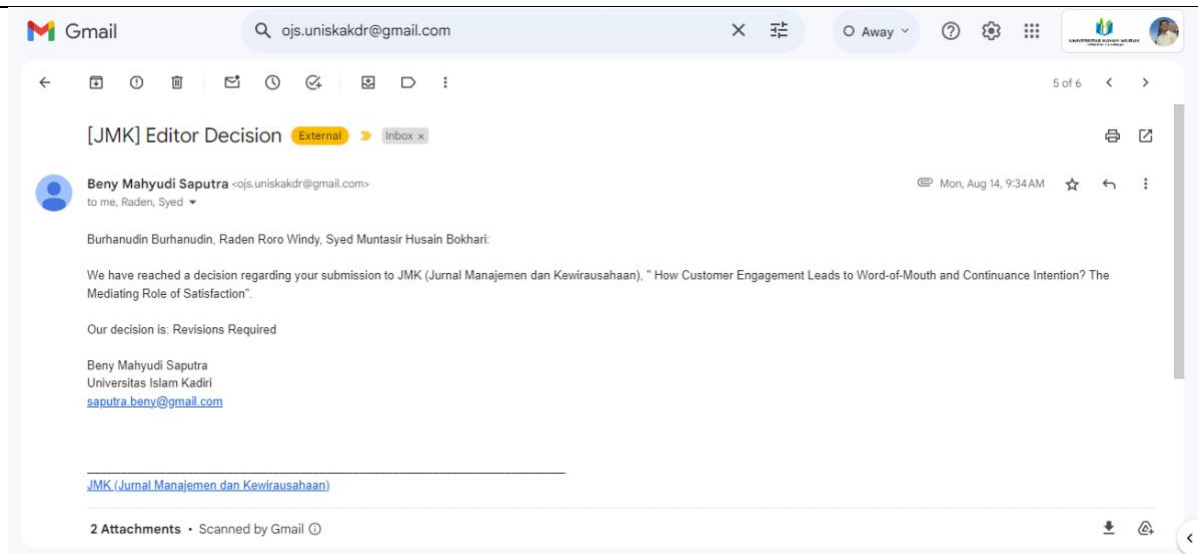 Gmail
ojs.uniskakdr@gmail.com
Away
5 of 6
[JMK] Editor Decision External Inbox x
Beny Mahyudi Saputra <ojs.uniskakdr@gmail.com>
Mon, Aug 14, 9:34 AM
to me, Raden, Syed
Burhanudin Burhanudin, Raden Roro Windy, Syed Muntasir Husain Bokhari:
We have reached a decision regarding your submission to JMK (Jurnal Manajemen dan Kewirausahaan), " How Customer Engagement Leads to Word-of-Mouth and Continuance Intention? The
Mediating Role of Satisfaction".
Our decision is: Revisions Required
Beny Mahyudi Saputra
Universitas Islam Kadiri
saputra.beny@gmail.com
JMK (Jurnal Manajemen dan Kewirausahaan)
2 Attachments • Scanned by Gmail